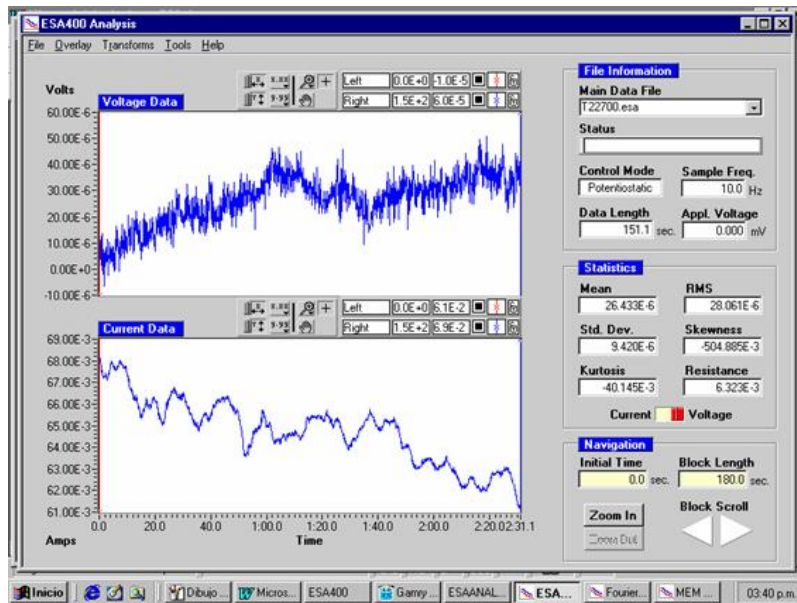 ESA400 Analysis
File Overlay Transforms Tools Help
Volts
Voltage Data
Left 0.0E+0 -1.0E-5
Right 1.5E+2 6.0E-5
60.00E-6
50.00E-6
40.00E-6
30.00E-6
20.00E-6
10.00E-6
0.00E+0
-10.00E-6
Current Data
Left 0.0E+0 6.1E-2
Right 1.5E+2 6.9E-2
69.00E-3
68.00E-3
67.00E-3
66.00E-3
65.00E-3
64.00E-3
63.00E-3
62.00E-3
61.00E-3
0.0 20.0 40.0 1:00.0 1:20.0 1:40.0 2:00.0 2:20.0 2:31.1
Amps Time
File Information
Main Data File
T22700.esa
Status
Control Mode Sample Freq.
Potentiostatic 10.0 Hz
Data Length Appl. Voltage
151.1 sec. 0.000 mV
Statistics
Mean RMS
26.433E-6 28.061E-6
Std. Dev. Skewness
9.420E-6 -504.885E-3
Kurtosis Resistance
-40.145E-3 6.323E-3
Current Voltage
Navigation
Initial Time Block Length
0.0 sec. 180.0 sec.
Zoom In Block Scroll
Zoom Out
Inicio Dibujo ... Micros... ESA400 Gamry ... ESAANAL... ESA... Fourier... MEM ... 03:40 p.m.